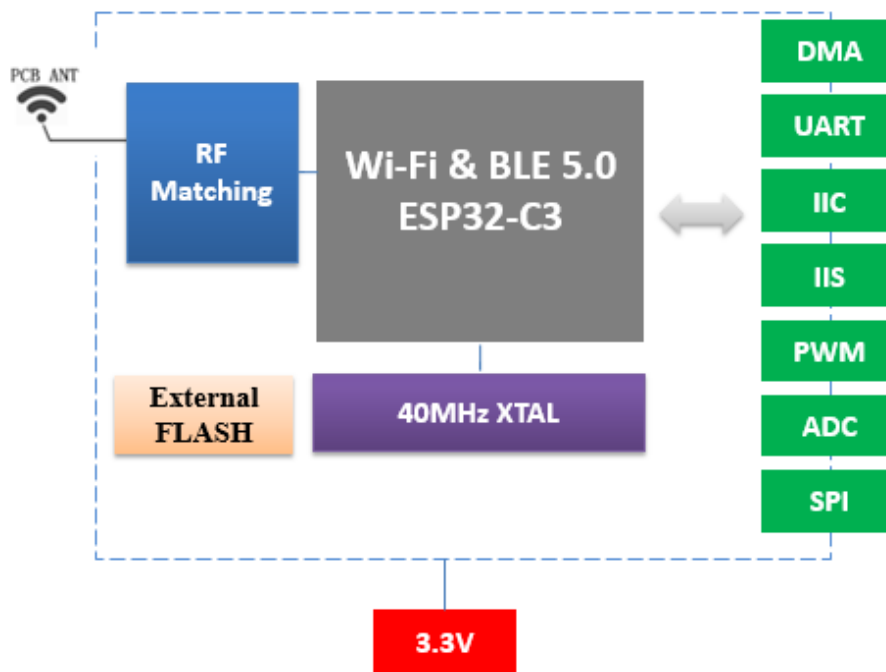 PCB ANT
RF
Matching
Wi-Fi & BLE 5.0
ESP32-C3
External
FLASH
40MHz XTAL
DMA
UART
IIC
IIS
PWM
ADC
SPI
3.3V